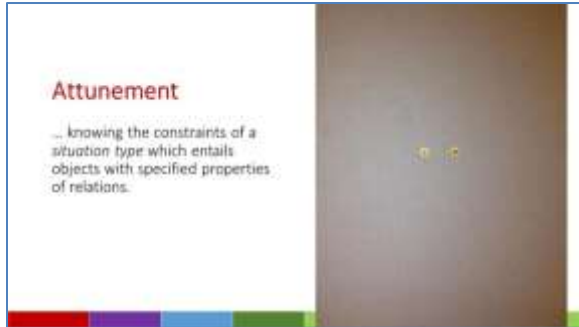 Attunement
... knowing the constraints of a
situation type which entails
objects with specified properties
of relations.